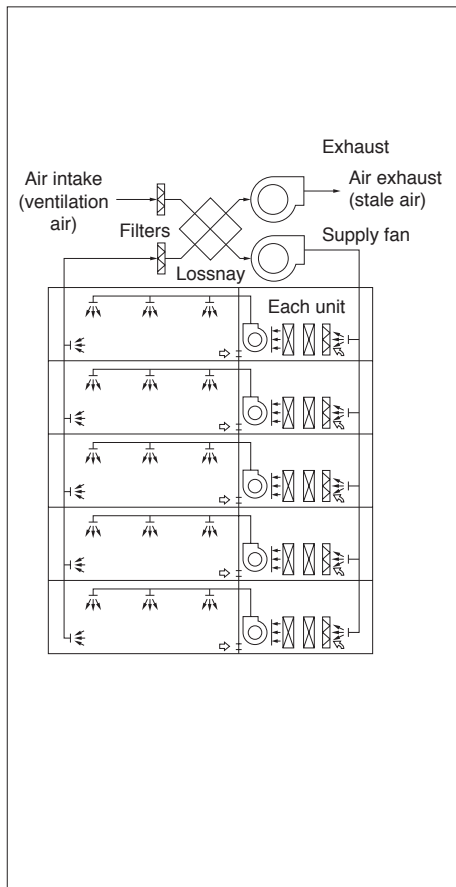 Exhaust
Air intake
(ventilation
air)
Air exhaust
(stale air)
Filters
Supply fan
Lossnay
Each unit